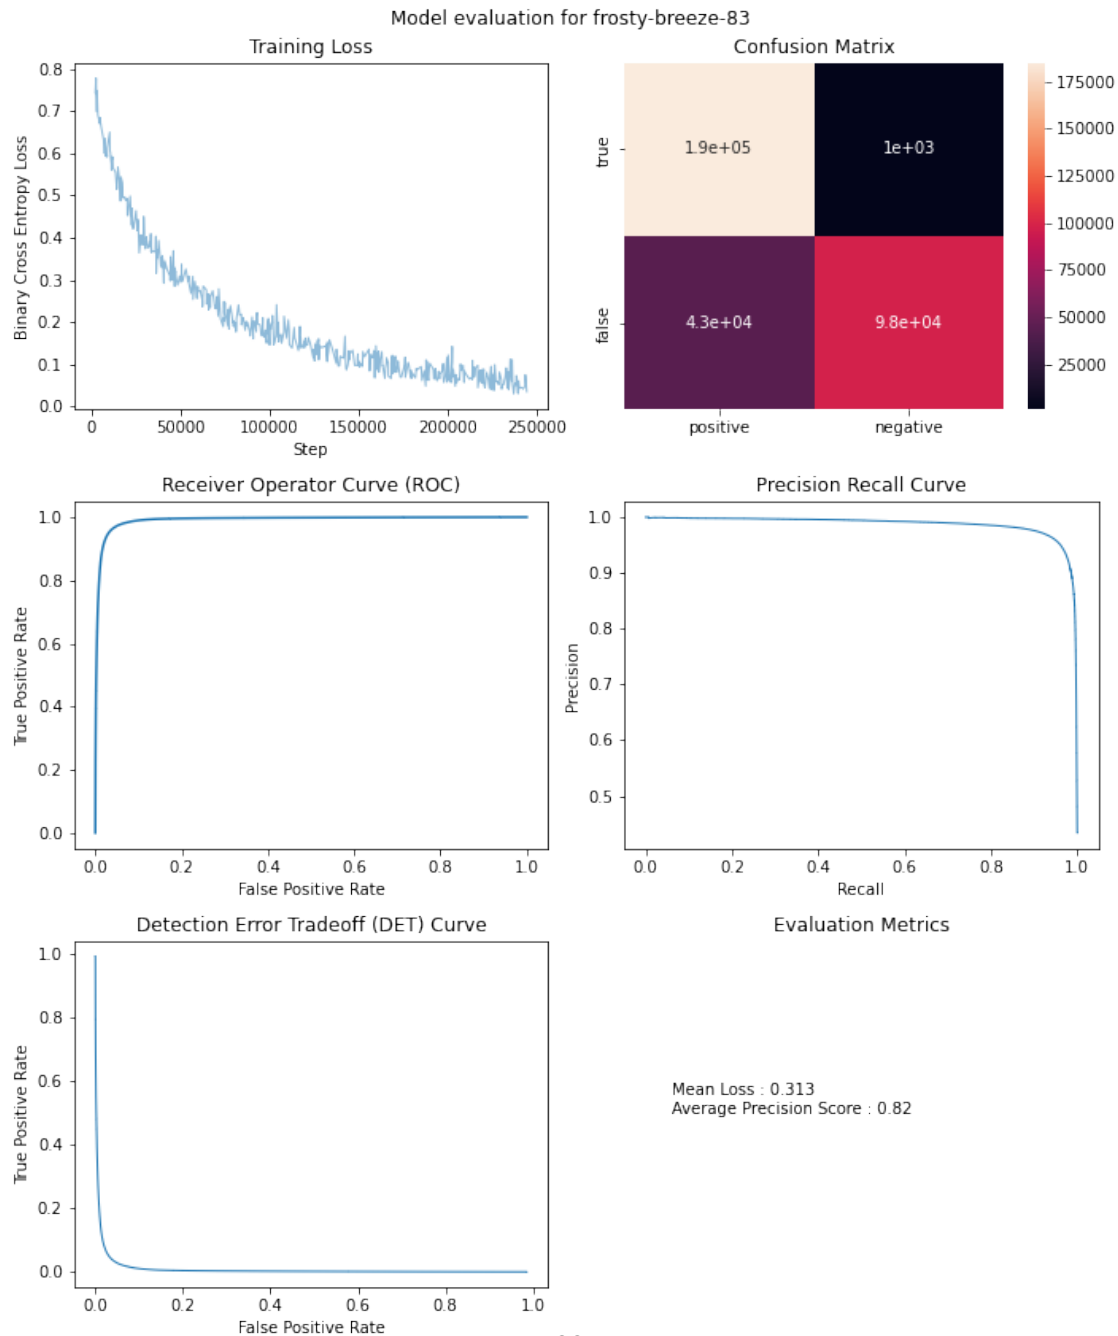 Model evaluation for frosty-breeze-83
Training Loss
Binary Cross Entropy Loss
0.8
0.7
0.6
0.5
0.4
0.3
0.2
0.1
0.0
0 50000 100000 150000 200000 250000
Step
Confusion Matrix
true
false
1.9e+05 1e+03
4.3e+04 9.8e+04
positive negative
175000
150000
125000
100000
75000
50000
25000
Receiver Operator Curve (ROC)
True Positive Rate
1.0
0.8
0.6
0.4
0.2
0.0
0.0 0.2 0.4 0.6 0.8 1.0
False Positive Rate
Precision Recall Curve
Precision
1.0
0.9
0.8
0.7
0.6
0.5
0.0 0.2 0.4 0.6 0.8 1.0
Recall
Detection Error Tradeoff (DET) Curve
True Positive Rate
1.0
0.8
0.6
0.4
0.2
0.0
0.0 0.2 0.4 0.6 0.8 1.0
False Positive Rate
Evaluation Metrics
Mean Loss : 0.313
Average Precision Score : 0.82